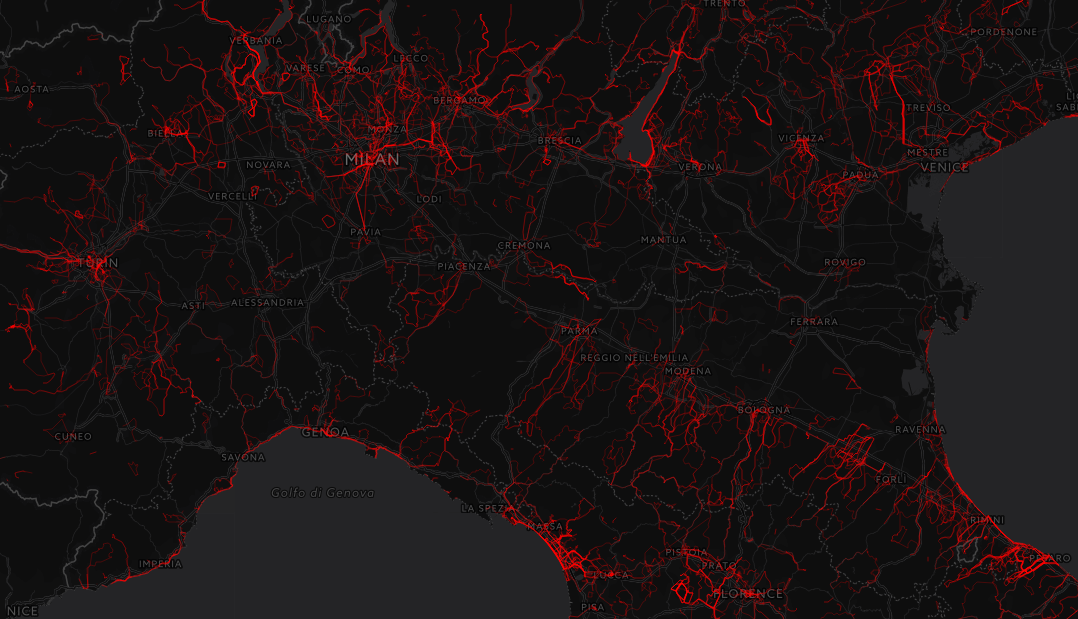 TRENTO
LUGANO
PORDENONE
VERBANIA
LECCO
VARESE
COMO
AOSTA
BERGAMO
TREVISO
BIELLA
MONZA
BRESCIA
VICENZA
MESTRE
MILAN
NOVARA
VERONA
VENICE
PADUA
VERCELLI
LODI
PAVIA
CREMONA
MANTUA
TURIN
PIACENZA
ROVIGO
ASTI
ALESSANDRIA
FERRARA
PARMA
REGGIO NELL'EMILIA
MODENA
BOLOGNA
GENOA
CUNEO
RAVENNA
SAVONA
FORLÌ
Golfo di Genova
LA SPEZIA
RIMINI
MASSA
PISTOIA
PESARO
IMPERIA
PRATO
LUCCA
FLORENCE
NICE
PISA